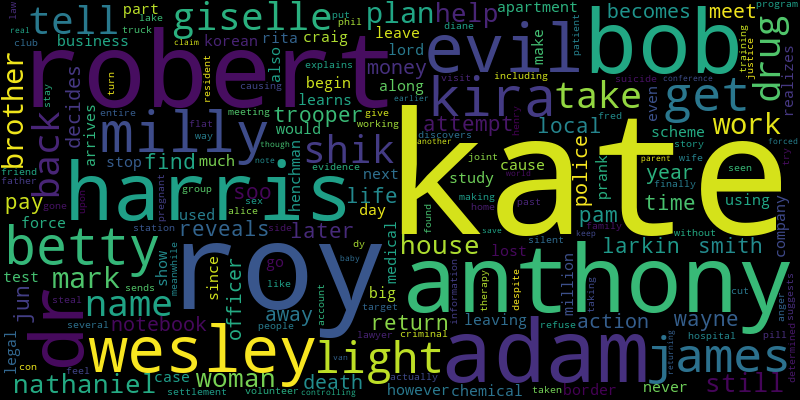 kate
robert
roy
harris
anthony
adam
bob
evil
wesley
james
dr
betty
milly
kira
light
get
giselle
tell
shik
name
take
back
drug
plan
help
work
brother
trooper
house
soo
mark
nathaniel
woman
death
still
wayne
action
smith
larkin
year
time
pam
local
attempt
police
prank
scheme
life
later
reveals
officer
notebook
decides
find
jun
pay
return
away
since
money
meet
leave
lord
craig
rita
korean
business
part
apartment
becomes
realizes
company
million
leaving
border
never
chemical
however
criminal
case
legal
test
force
used
show
medical
henchman
learns
begin
also
would
arrives
stop
much
day
next
study
cause
using
even
make
along
big
go
like
people
account
several
sends
steal
con
feel
settlement
volunteer
controlling
van
actually
lawyer
target
refuse
taken
hospital
pill
returning
taking
information
therapy
despite
silent
lost
found
save
making
home
past
world
family
without
finally
wife
story
seen
parent
joint
another
discovers
evidence
working
give
meeting
earlier
though
note
way
flat
entire
resident
turn
claim
explains
causing
visit
including
suicide
conference
fred
henry
diane
patient
training
justice
program
forced
try
suggests
determined
anger
cut
keep
dy
baby
side
sex
alice
group
pregnant
station
meanwhile
upon
gone
father
friend
stay
real
club
lake
truck
law
put
phil